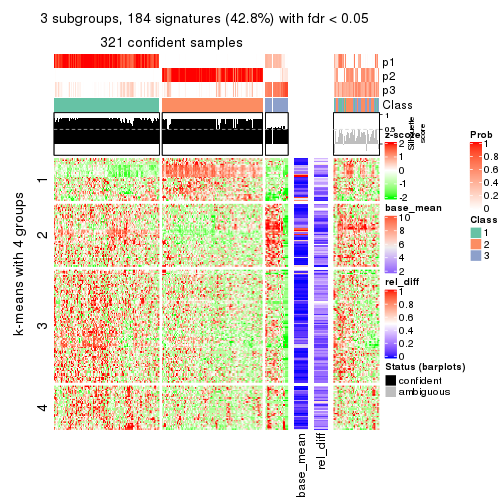 3 subgroups, 184 signatures (42.8%) with fdr < 0.05
321 confident samples
p1
p2
p3
Class
1
0.5
0
Silhouette
score
k-means with 4 groups
1
2
3
4
base_mean
rel_diff
z-score
2
1
0
-1
-2
base_mean
10
8
6
4
2
rel_diff
1
0.8
0.6
0.4
0.2
0
Status (barplots)
confident
ambiguous
Prob
1
0.8
0.6
0.4
0.2
0
Class
1
2
3